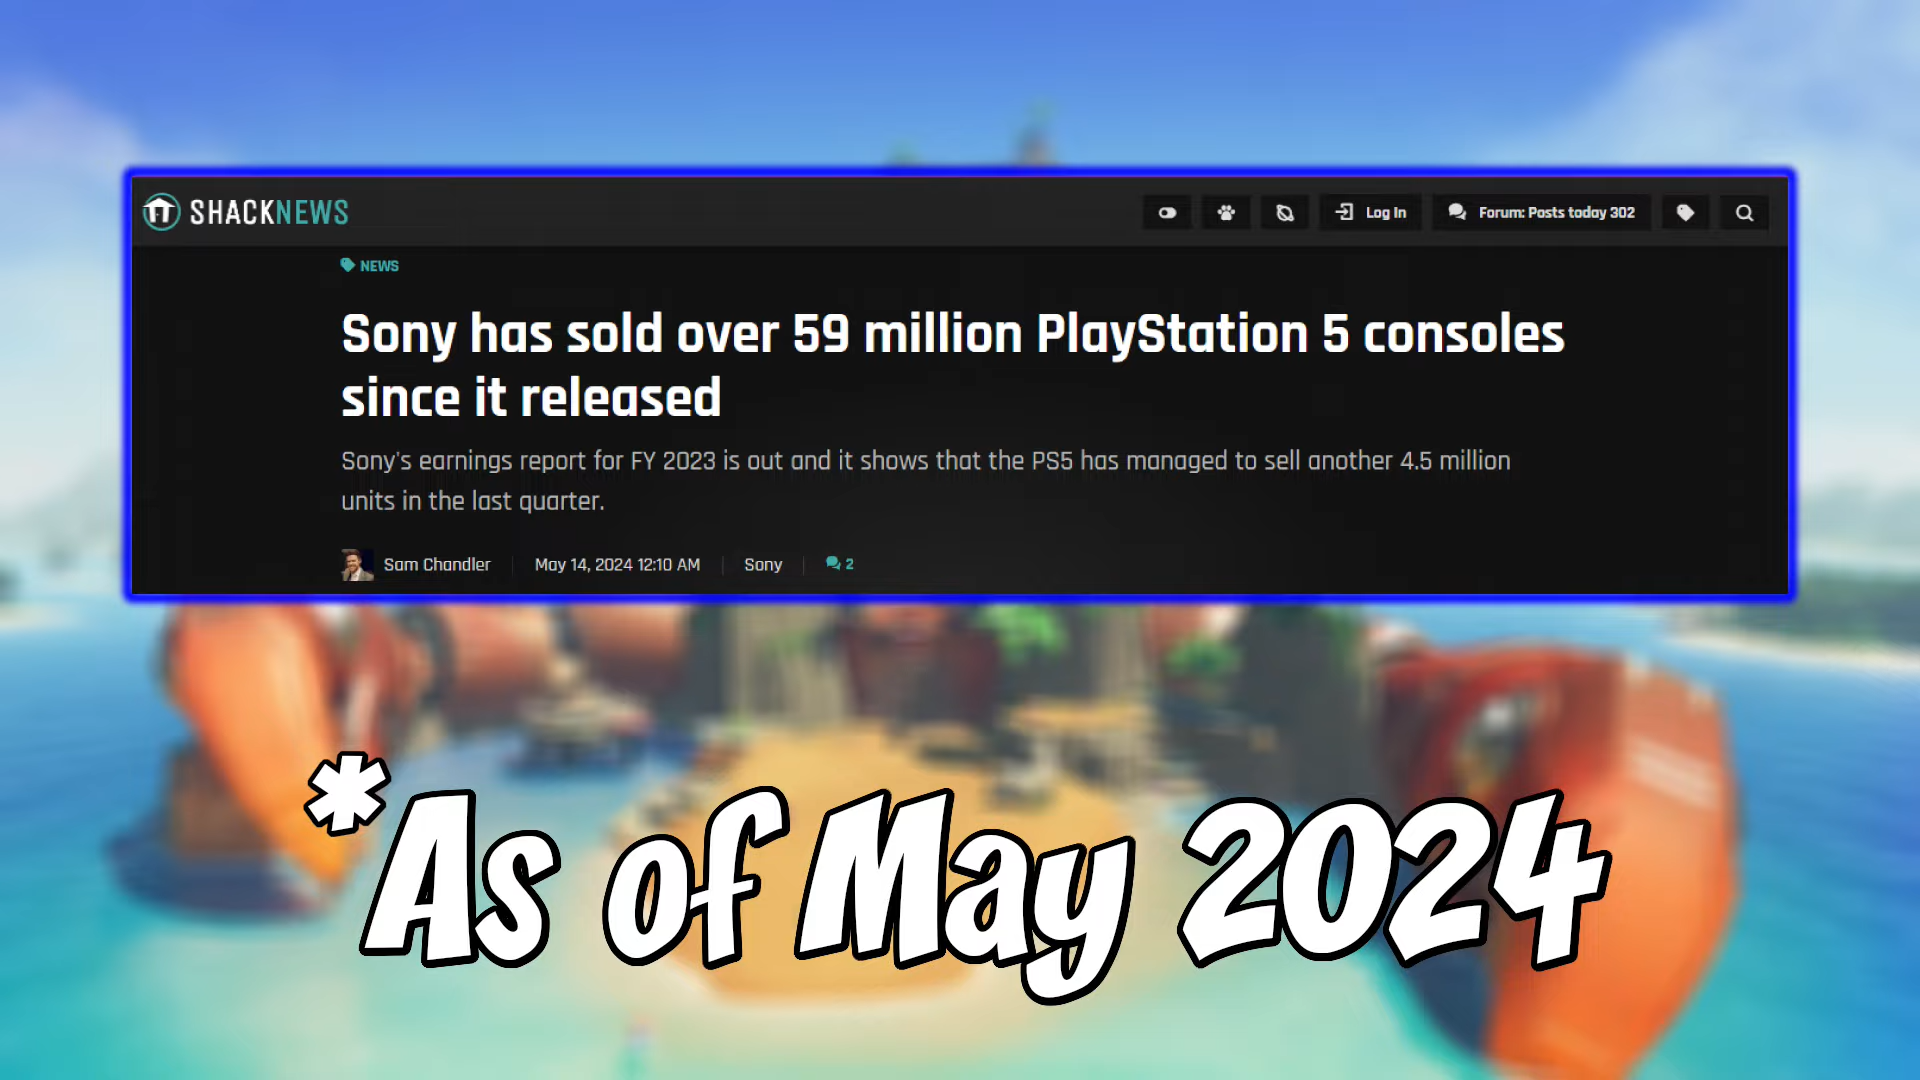 SHACKNEWS
Log In
Forum: Posts today 302
NEWS
Sony has sold over 59 million PlayStation 5 consoles
since it released
Sony's earnings report for FY 2023 is out and it shows that the PS5 has managed to sell another 4.5 million
units in the last quarter.
Sam Chandler
May 14, 2024 12:10 AM
Sony
2
*As of May 2024